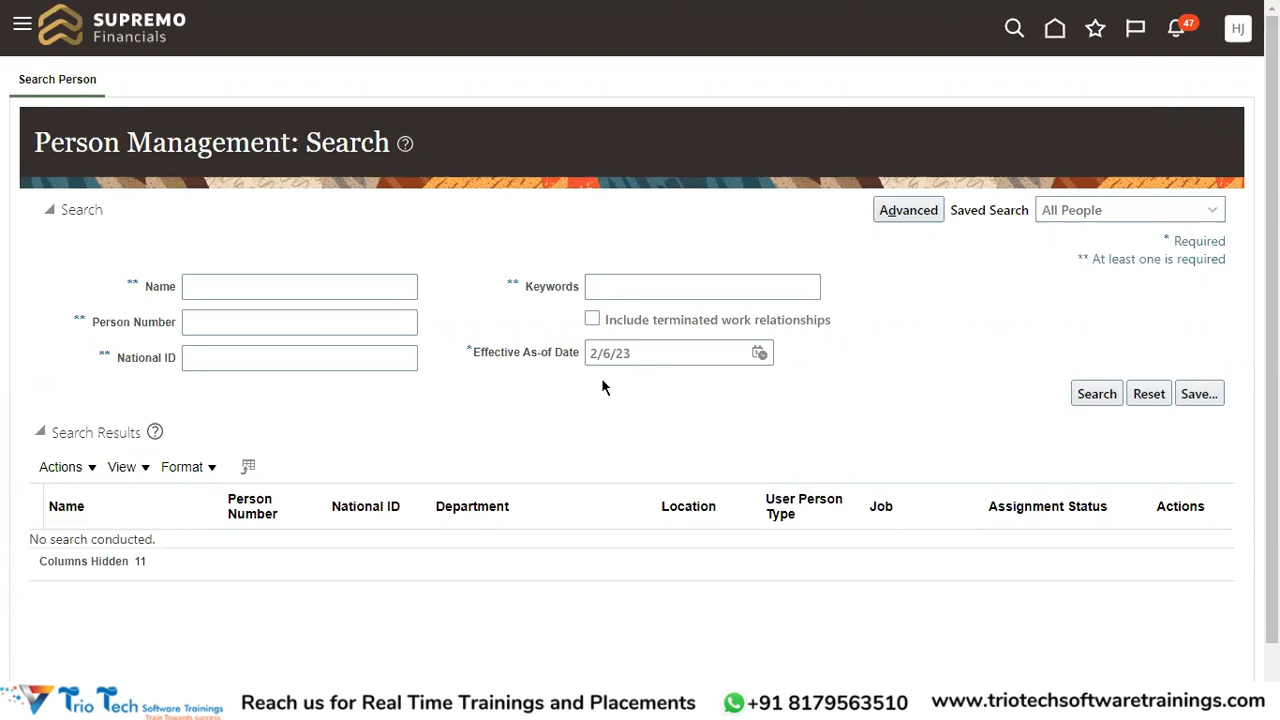 SUPREMO
Financials
47
HJ
Search Person
Person Management: Search ?
Search
Advanced Saved Search All People
* Required
** At least one is required
** Name
** Keywords
** Person Number
Include terminated work relationships
** National ID
*Effective As-of Date 2/6/23
Search Reset Save...
Search Results ?
Actions View Format
Name Person Number National ID Department Location User Person Type Job Assignment Status Actions
No search conducted.
Columns Hidden 11
Trio Tech Software Trainings
Train Towards success
Reach us for Real Time Trainings and Placements
+91 8179563510
www.triotechsoftwaretrainings.com